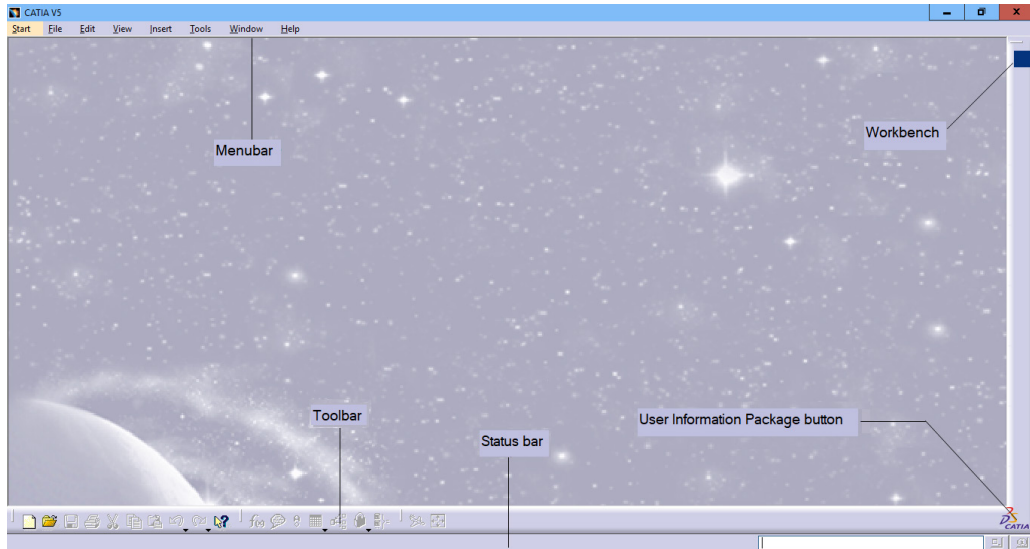 CATIA V5
Start File Edit View Insert Tools Window Help
Menubar
Workbench
Toolbar
User Information Package button
Status bar
f(x)
CATIA